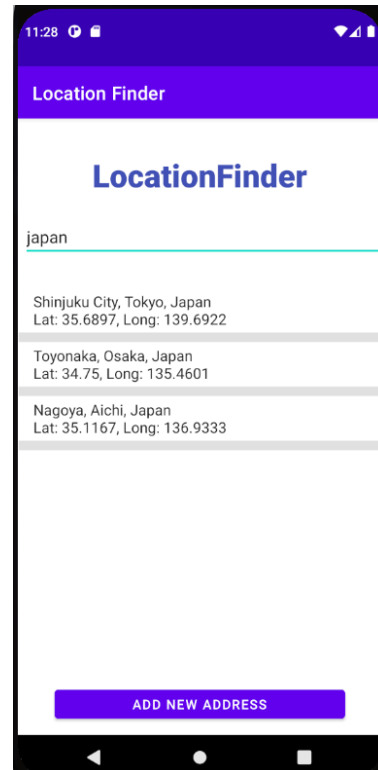 11:28
Location Finder
LocationFinder
japan
Shinjuku City, Tokyo, Japan
Lat: 35.6897, Long: 139.6922
Toyonaka, Osaka, Japan
Lat: 34.75, Long: 135.4601
Nagoya, Aichi, Japan
Lat: 35.1167, Long: 136.9333
ADD NEW ADDRESS